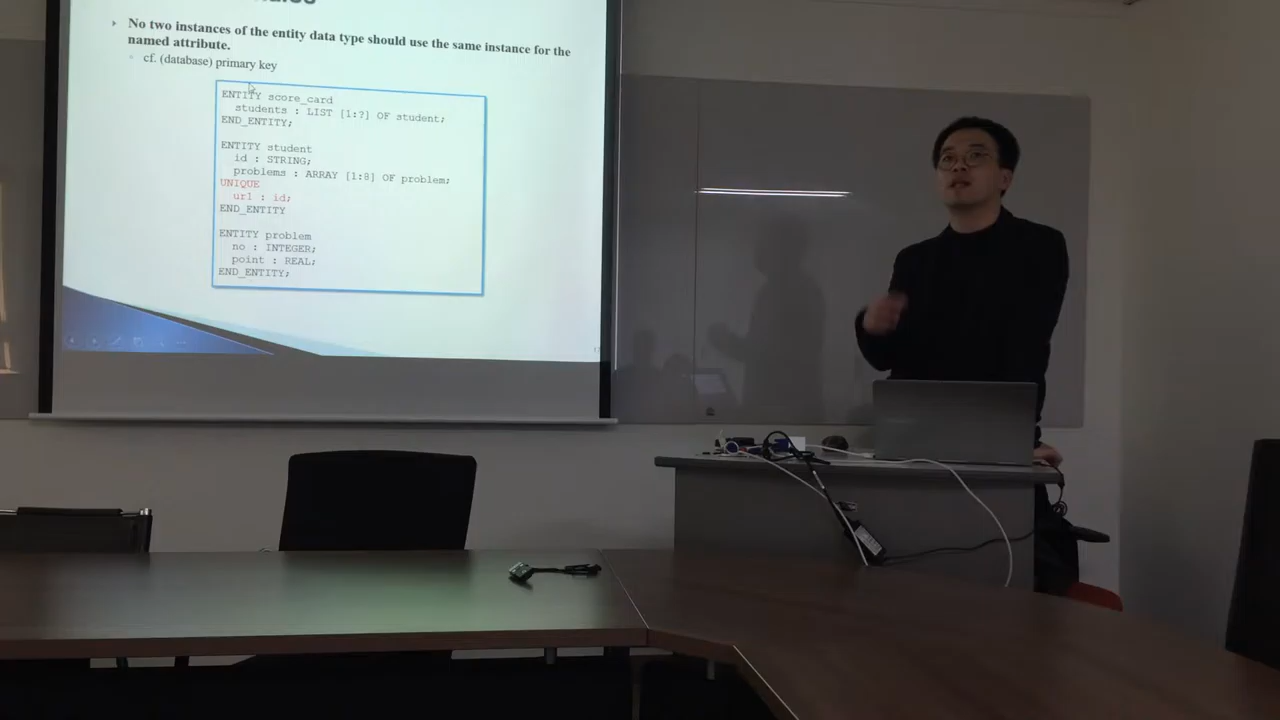 No two instances of the entity data type should use the same instance for the
named attribute.
cf. (database) primary key
ENTITY score_card
students : LIST [1:?] OF student;
END_ENTITY;
ENTITY student
id : STRING;
problems : ARRAY [1:8] OF problem;
UNIQUE
url : id;
END_ENTITY
ENTITY problem
no : INTEGER;
point : REAL;
END_ENTITY;